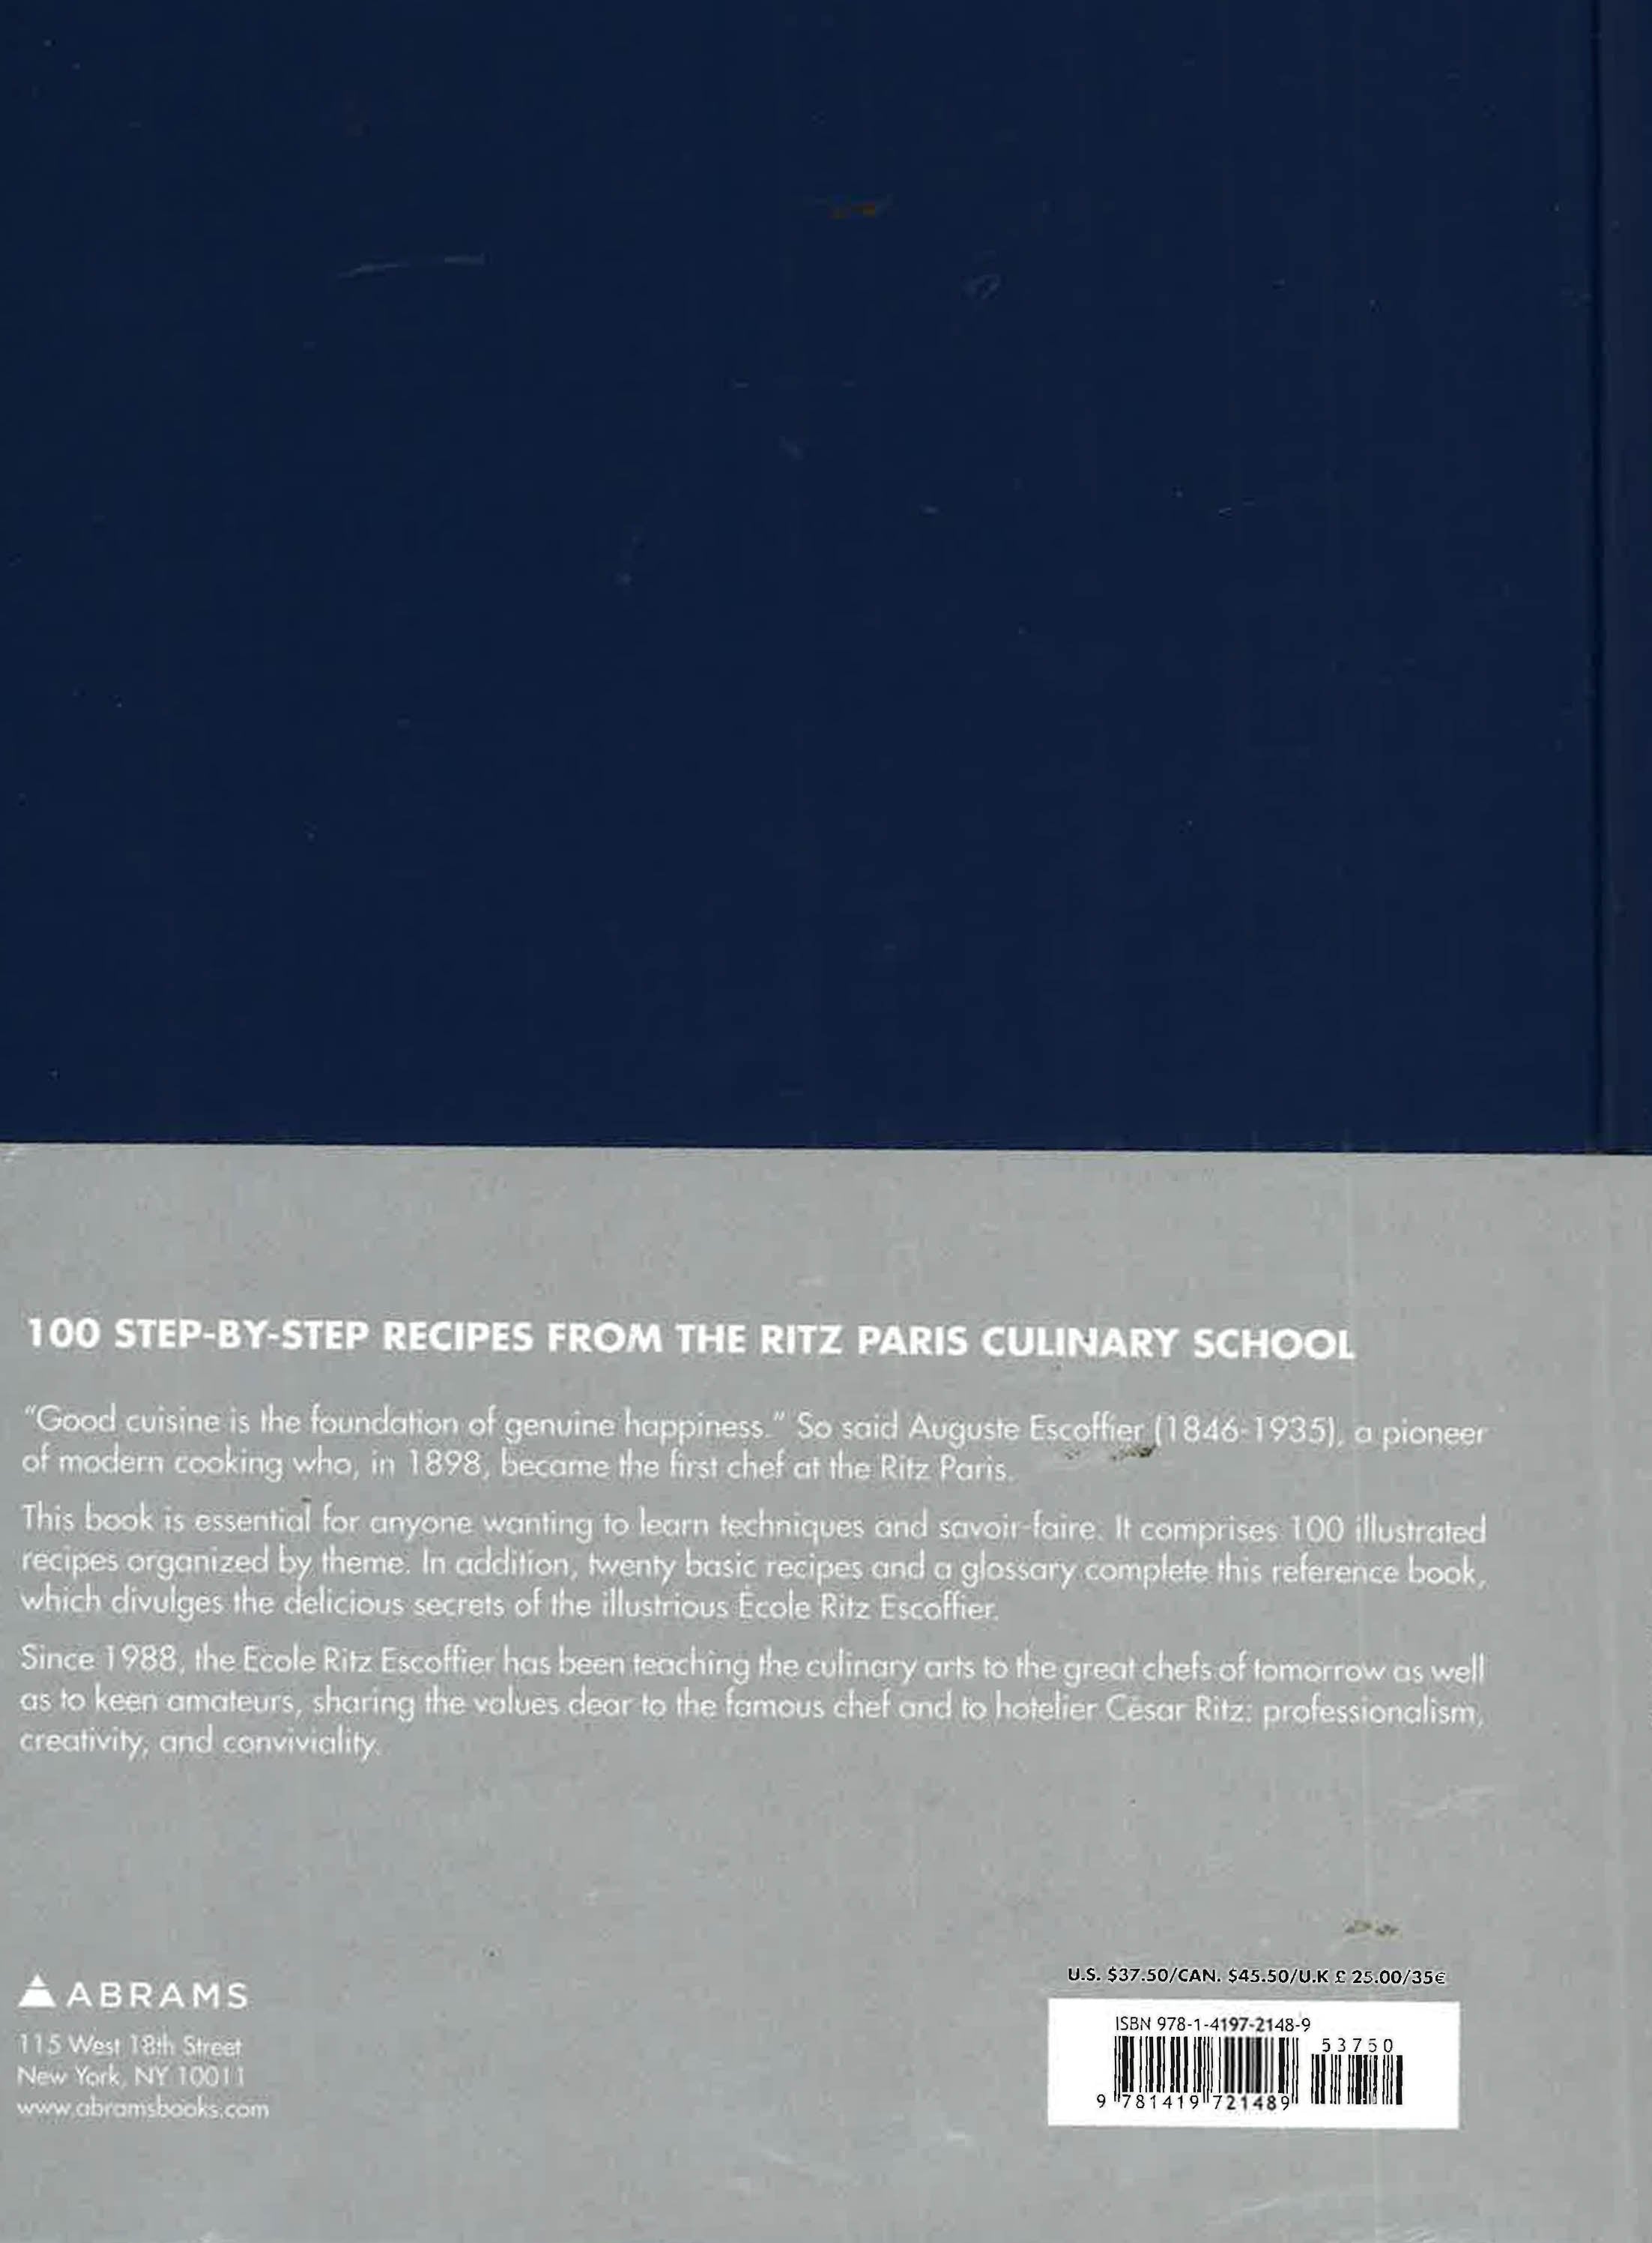 100 STEP-BY-STEP RECIPES FROM THE RITZ PARIS CULINARY SCHOOL
“Good cuisine is the foundation of genuine happiness.” So said Auguste Escoffier (1846-1935), a pioneer
of modern cooking who, in 1898, became the first chef at the Ritz Paris.
This book is essential for anyone wanting to learn techniques and savoir-faire. It comprises 100 illustrated
recipes organized by theme. In addition, twenty basic recipes and a glossary complete this reference book,
which divulges the delicious secrets of the illustrious École Ritz Escoffier.
Since 1988, the Ecole Ritz Escoffier has been teaching the culinary arts to the great chefs of tomorrow as well
as to keen amateurs, sharing the values dear to the famous chef and to hotelier César Ritz: professionalism,
creativity, and conviviality.
ABRAMS
115 West 18th Street
New York, NY 10011
www.abramsbooks.com
U.S. $37.50/CAN. $45.50/U.K £ 25.00/35€
ISBN 978-1-4197-2148-9
53750
9 781419 721489